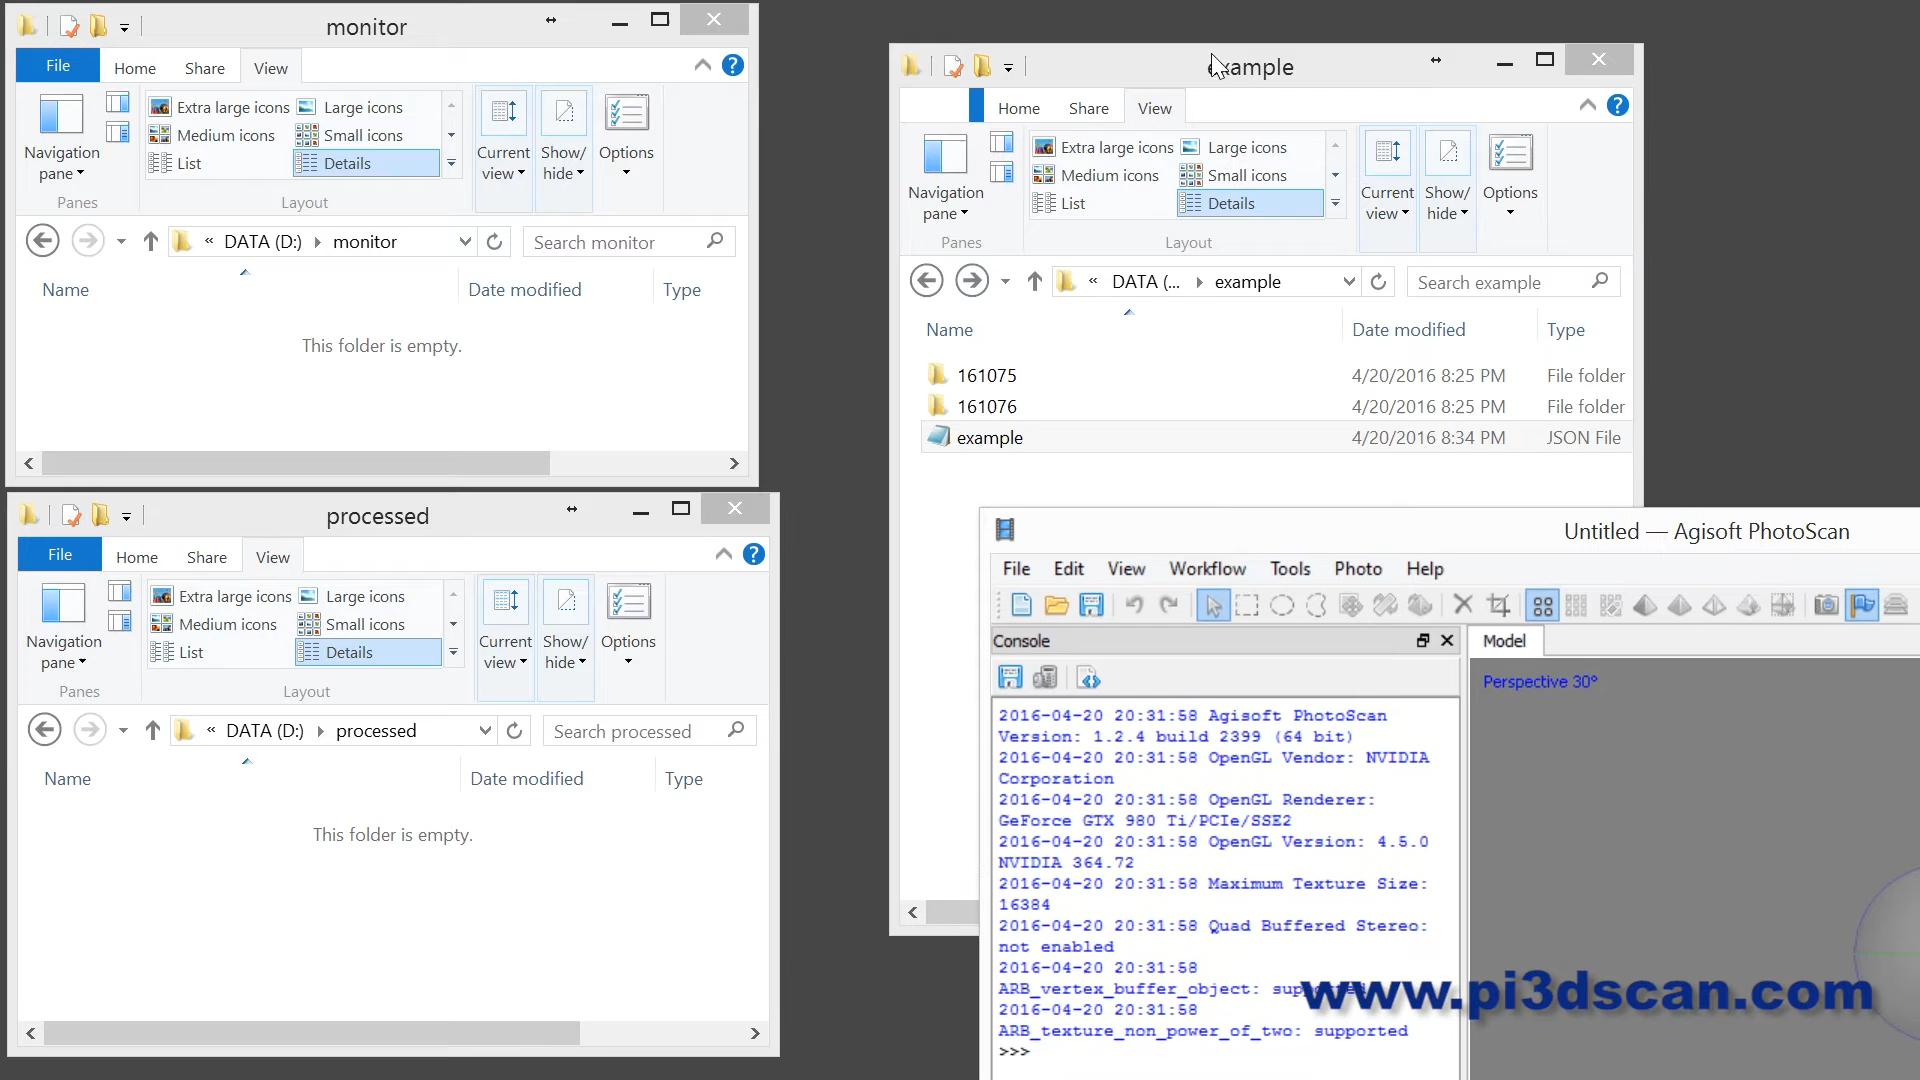 monitor
File Home Share View
Extra large icons Large icons
Medium icons Small icons
List Details
Navigation pane
Current view
Show/ hide
Options
Panes Layout
« DATA (D:) monitor Search monitor
Name Date modified Type
This folder is empty.
processed
File Home Share View
Extra large icons Large icons
Medium icons Small icons
List Details
Navigation pane
Current view
Show/ hide
Options
Panes Layout
« DATA (D:) processed Search processed
Name Date modified Type
This folder is empty.
example
Home Share View
Extra large icons Large icons
Medium icons Small icons
List Details
Navigation pane
Current view
Show/ hide
Options
Panes Layout
« DATA (... example Search example
Name Date modified Type
161075 4/20/2016 8:25 PM File folder
161076 4/20/2016 8:25 PM File folder
example 4/20/2016 8:34 PM JSON File
Untitled — Agisoft PhotoScan
File Edit View Workflow Tools Photo Help
Console
Model
Perspective 30°
2016-04-20 20:31:58 Agisoft PhotoScan
Version: 1.2.4 build 2399 (64 bit)
2016-04-20 20:31:58 OpenGL Vendor: NVIDIA
Corporation
2016-04-20 20:31:58 OpenGL Renderer:
GeForce GTX 980 Ti/PCIe/SSE2
2016-04-20 20:31:58 OpenGL Version: 4.5.0
NVIDIA 364.72
2016-04-20 20:31:58 Maximum Texture Size:
16384
2016-04-20 20:31:58 Quad Buffered Stereo:
not enabled
2016-04-20 20:31:58
ARB_vertex_buffer_object: supported
2016-04-20 20:31:58
ARB_texture_non_power_of_two: supported
>>>
www.pi3dscan.com